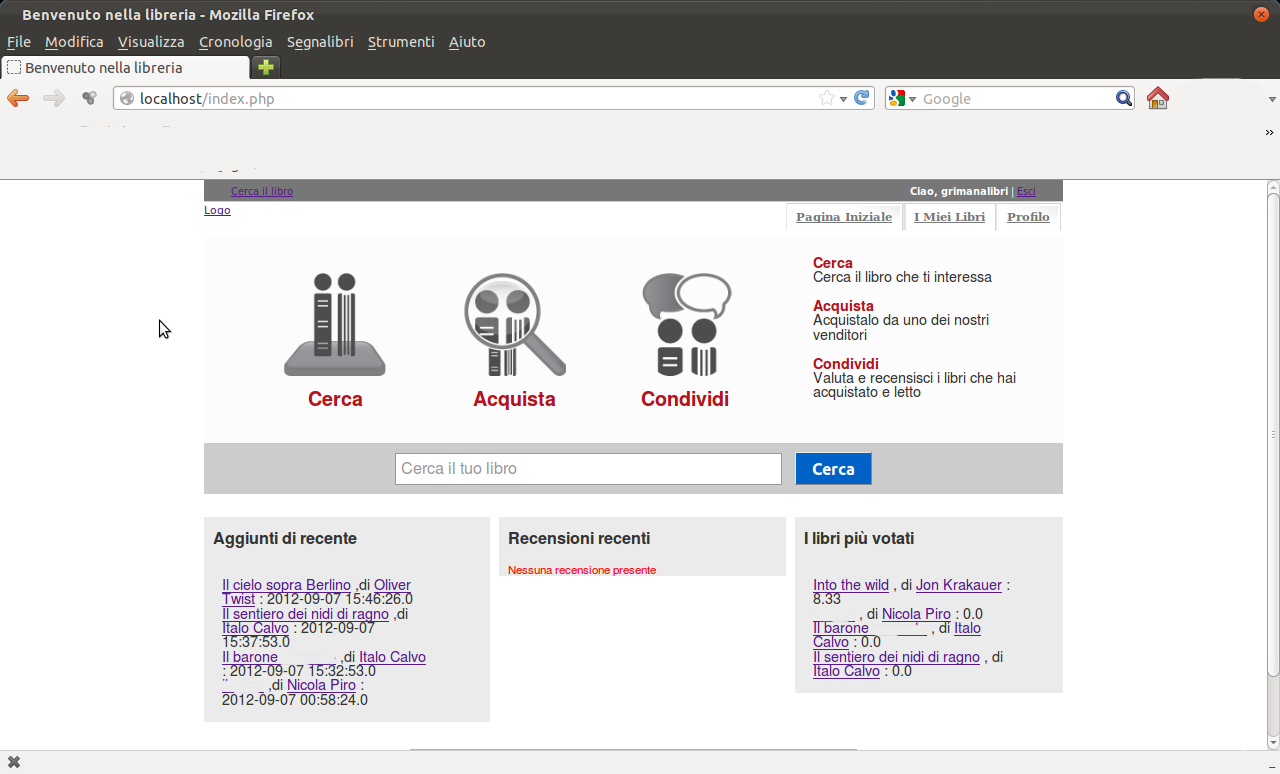 Benvenuto nella libreria - Mozilla Firefox
File Modifica Visualizza Cronologia Segnalibri Strumenti Aiuto
Benvenuto nella libreria
localhost/index.php
Google
»
Cerca il libro
Ciao, grimanalibri | Esci
Logo
Pagina Iniziale
I Miei Libri
Profilo
Cerca
Acquista
Condividi
Cerca
Cerca il libro che ti interessa
Acquista
Acquistalo da uno dei nostri
venditori
Condividi
Valuta e recensisci i libri che hai
acquistato e letto
Cerca il tuo libro
Cerca
Aggiunti di recente
Il cielo sopra Berlino ,di Oliver
Twist : 2012-09-07 15:46:26.0
Il sentiero dei nidi di ragno ,di
Italo Calvo : 2012-09-07
15:37:53.0
Il barone ,di Italo Calvo
: 2012-09-07 15:32:53.0
,di Nicola Piro :
2012-09-07 00:58:24.0
Recensioni recenti
Nessuna recensione presente
I libri più votati
Into the wild , di Jon Krakauer :
8.33
, di Nicola Piro : 0.0
Il barone , di Italo
Calvo : 0.0
Il sentiero dei nidi di ragno , di
Italo Calvo : 0.0